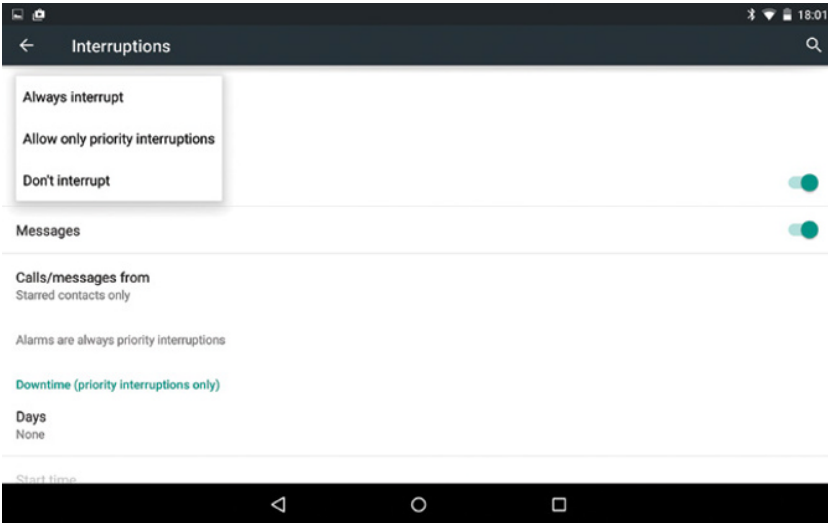 18:01
Interruptions
Always interrupt
Allow only priority interruptions
Don't interrupt
Messages
Calls/messages from
Starred contacts only
Alarms are always priority interruptions
Downtime (priority interruptions only)
Days
None
Start time